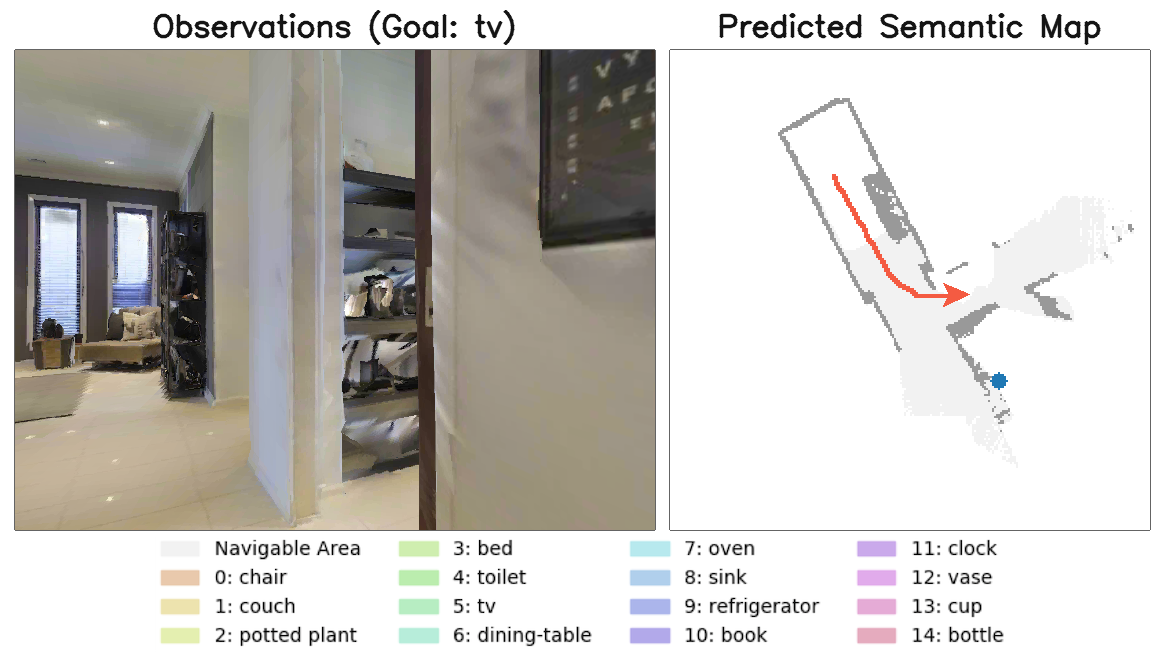 Observations (Goal: tv)
Predicted Semantic Map
VY
AFC
Navigable Area
0: chair
1: couch
2: potted plant
3: bed
4: toilet
5: tv
6: dining-table
7: oven
8: sink
9: refrigerator
10: book
11: clock
12: vase
13: cup
14: bottle